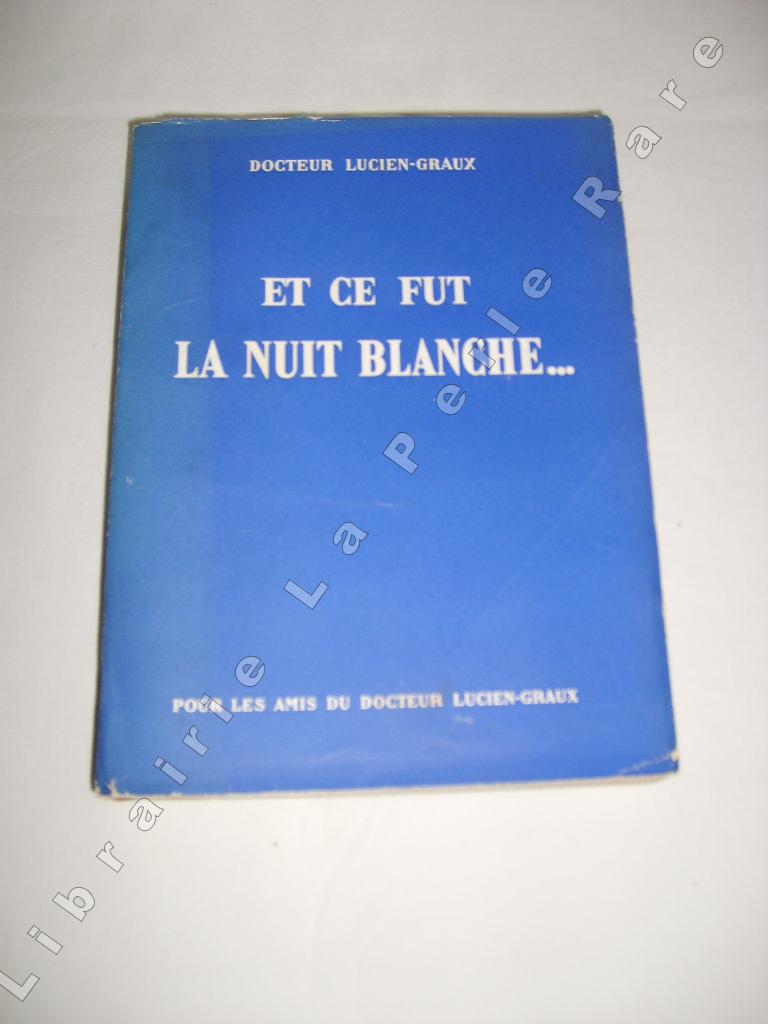 DOCTEUR LUCIEN-GRAUX
ET CE FUT
LA NUIT BLANCHE...
POUR LES AMIS DU DOCTEUR LUCIEN-GRAUX
Librairie La Perle Rare